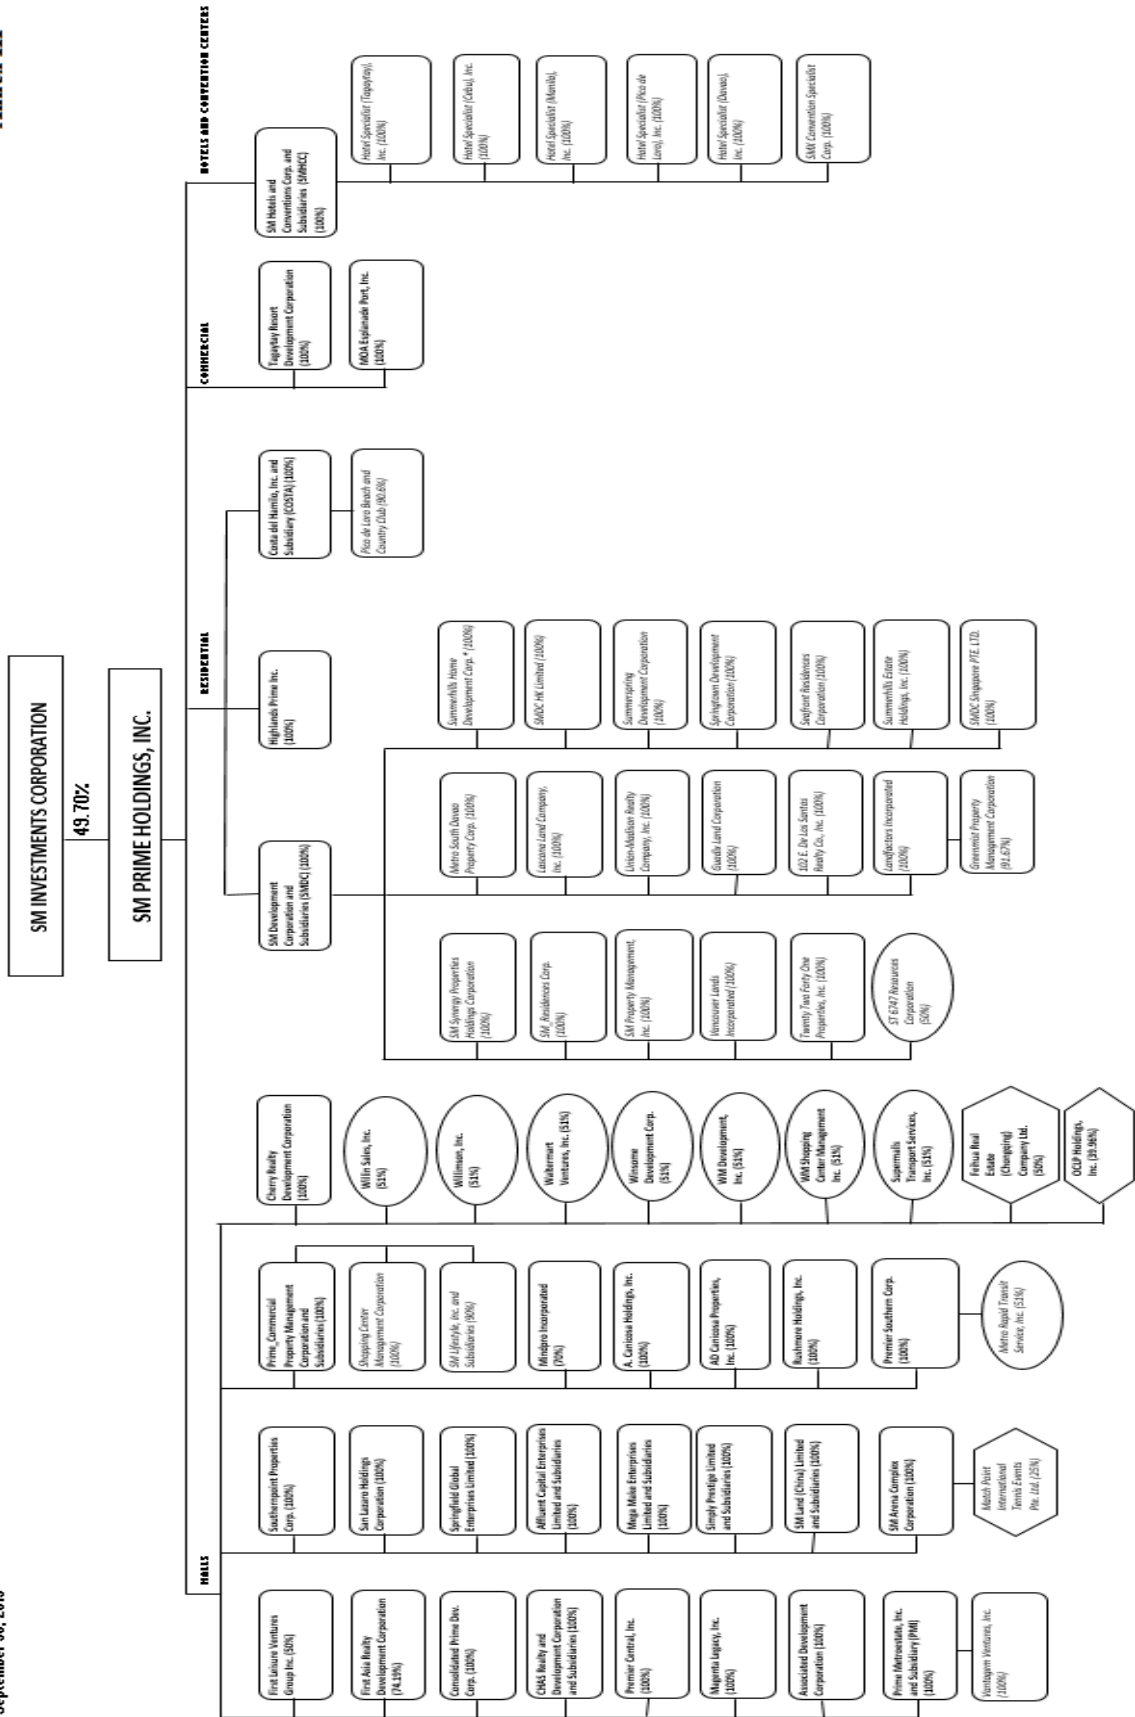 SM INVESTMENTS CORPORATION
49.70%
SM PRIME HOLDINGS, INC.
MALLS
First Leisure Ventures
Group Inc. (50%)
First Asia Realty
Development Corporation
(74.19%)
Consolidated Prime Dev.
Corp. (100%)
CHAS Realty and
Development Corporation
and Subsidiaries (100%)
Premier Central, Inc.
(100%)
Magenta Legacy, Inc.
(100%)
Associated Development
Corporation (100%)
Prime Metroestate, Inc.
and Subsidiary (PMI)
(100%)
Vantagem Ventures, Inc.
(100%)
Southernpoint Properties
Corp. (100%)
San Lazaro Holdings
Corporation (100%)
Springfield Global
Enterprises Limited (100%)
Affluent Capital Enterprises
Limited and Subsidiaries
(100%)
Mega Make Enterprises
Limited and Subsidiaries
(100%)
Simply Prestige Limited
and Subsidiaries (100%)
SM Land (China) Limited
and Subsidiaries (100%)
SM Arena Complex
Corporation (100%)
Match Point
International
Tennis Events
Pte. Ltd. (25%)
Prime_Commercial
Property Management
Corporation and
Subsidiaries (100%)
Shopping Center
Management Corporation
(100%)
SM Lifestyle, Inc. and
Subsidiaries (90%)
Mindpro Incorporated
(70%)
A. Canicosa Holdings, Inc.
(100%)
AD Canicosa Properties,
Inc. (100%)
Rushmore Holdings, Inc.
(100%)
Premier Southern Corp.
(100%)
Metro Rapid Transit
Service, Inc. (51%)
Cherry Realty
Development Corporation
(100%)
Willin Sales, Inc.
(51%)
Willimson, Inc.
(51%)
Waltermart
Ventures, Inc. (51%)
Winsome
Development Corp.
(51%)
WM Development,
Inc. (51%)
WM Shopping
Center Management
Inc. (51%)
Supermalls
Transport Services,
Inc. (51%)
Feihua Real
Estate
(Chongqing)
Company Ltd.
(50%)
OCLP Holdings,
Inc. (39.96%)
RESIDENTIAL
SM Development
Corporation and
Subsidiaries (SMDC) (100%)
SM Synergy Properties
Holdings Corporation
(100%)
SM_Residences Corp.
(100%)
SM Property Management,
Inc. (100%)
Vancouver Lands
Incorporated (100%)
Twenty Two Forty One
Properties, Inc. (100%)
ST 6747 Resources
Corporation
(50%)
Metro South Davao
Property Corp. (100%)
Lascona Land Company,
Inc. (100%)
Union-Madison Realty
Company, Inc. (100%)
Guadix Land Corporation
(100%)
102 E. De Los Santos
Realty Co., Inc. (100%)
Landfactors Incorporated
(100%)
Greenmist Property
Management Corporation
(91.67%)
Summerhills Home
Development Corp.* (100%)
SMDC HK Limited (100%)
Summerspring
Development Corporation
(100%)
Springtown Development
Corporation (100%)
Seafront Residences
Corporation (100%)
Summerhills Estate
Holdings, Inc. (100%)
SMDC Singapore PTE. LTD.
(100%)
Highlands Prime Inc.
(100%)
Costa del Hamilo, Inc. and
Subsidiary (COSTA) (100%)
Pico de Loro Beach and
Country Club (90.6%)
COMMERCIAL
Tagaytay Resort
Development Corporation
(100%)
MOA Esplanade Port, Inc.
(100%)
HOTELS AND CONVENTION CENTERS
SM Hotels and
Conventions Corp. and
Subsidiaries (SMHCC)
(100%)
Hotel Specialist (Tagaytay),
Inc. (100%)
Hotel Specialist (Cebu), Inc.
(100%)
Hotel Specialist (Manila),
Inc. (100%)
Hotel Specialist (Pico de
Loro), Inc. (100%)
Hotel Specialist (Davao),
Inc. (100%)
SMX Convention Specialist
Corp. (100%)